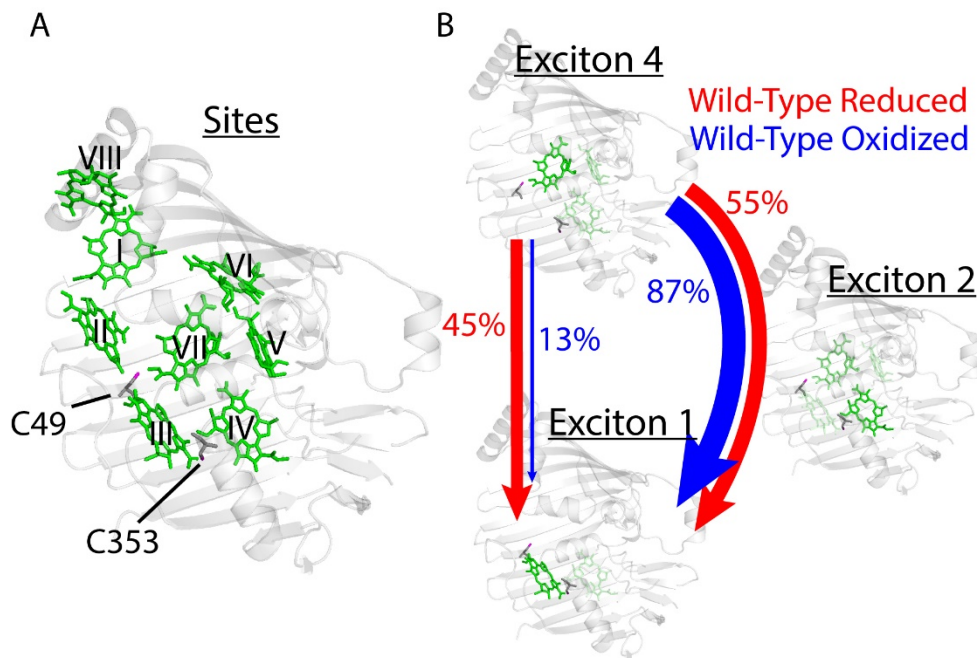 A
Sites
VIII
I
VI
II
VII
V
C49
III
IV
C353
B
Exciton 4
Wild-Type Reduced
Wild-Type Oxidized
55%
87%
Exciton 2
45%
13%
Exciton 1